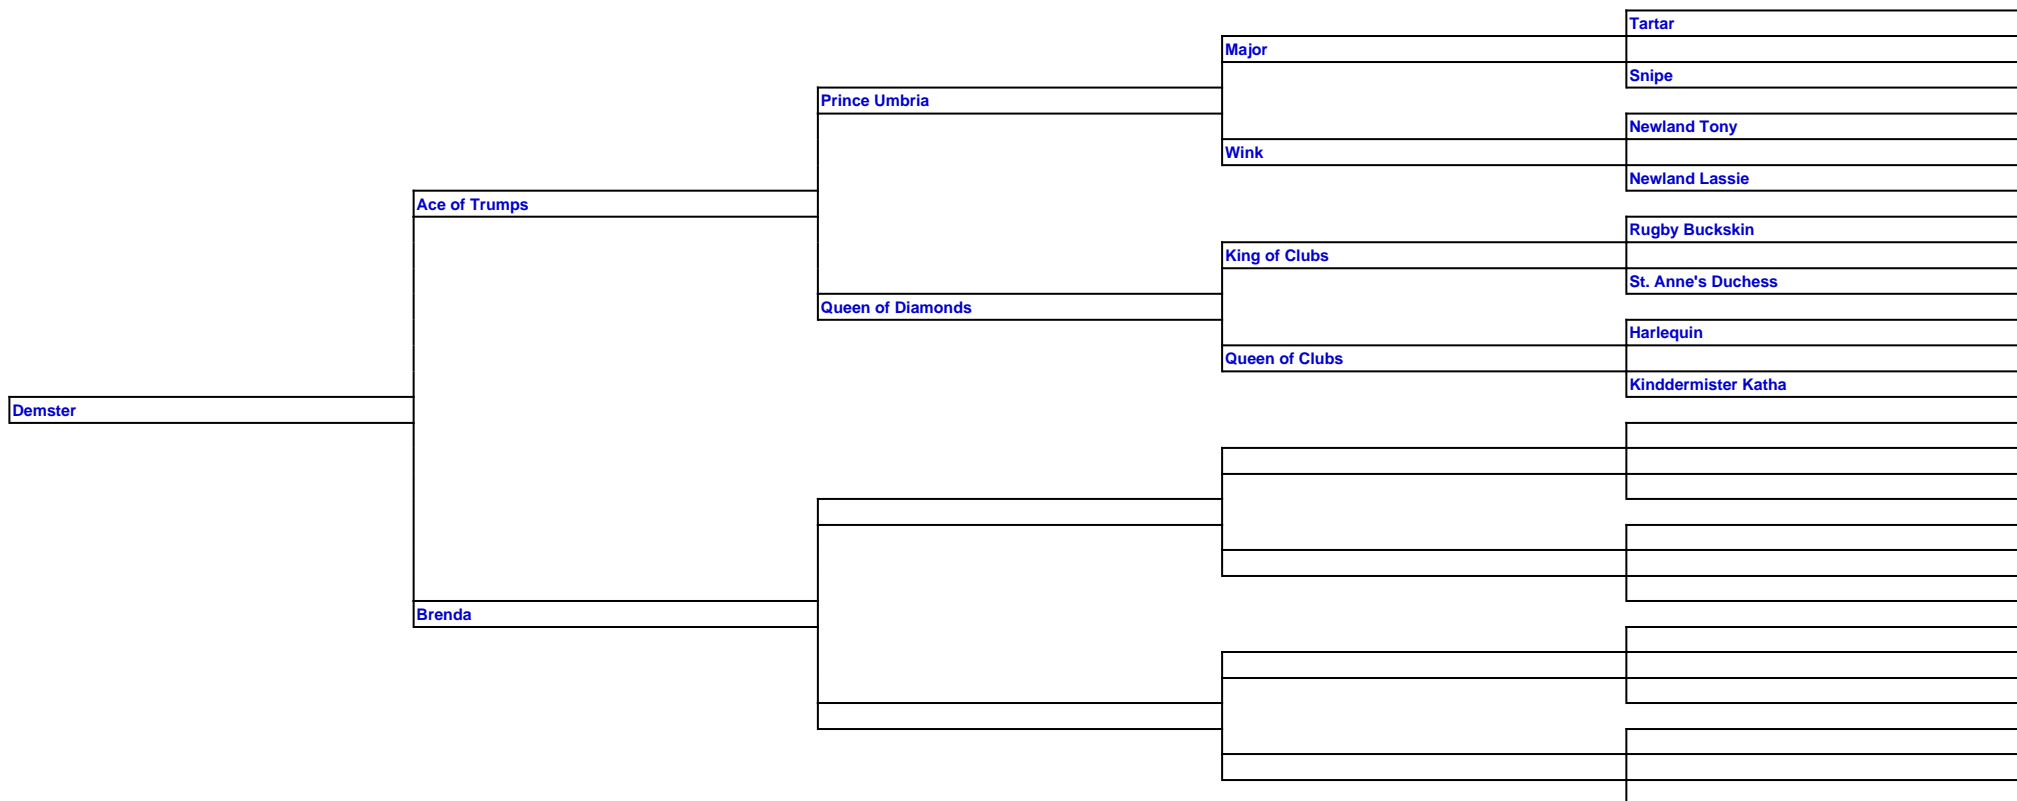 Tartar
Major
Snipe
Prince Umbria
Newland Tony
Wink
Newland Lassie
Ace of Trumps
Rugby Buckskin
King of Clubs
St. Anne's Duchess
Queen of Diamonds
Harlequin
Queen of Clubs
Kinddermister Katha
Demster
Brenda